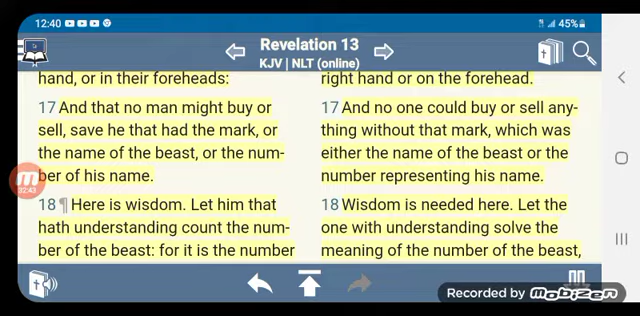 12:40
45%
Revelation 13
KJV | NLT (online)
hand, or in their foreheads:
17 And that no man might buy or
sell, save he that had the mark, or
the name of the beast, or the num-
ber of his name.
18 ¶ Here is wisdom. Let him that
hath understanding count the num-
ber of the beast: for it is the number
right hand or on the forehead.
17 And no one could buy or sell any-
thing without that mark, which was
either the name of the beast or the
number representing his name.
18 Wisdom is needed here. Let the
one with understanding solve the
meaning of the number of the beast,
32:43
Recorded by Mobizen